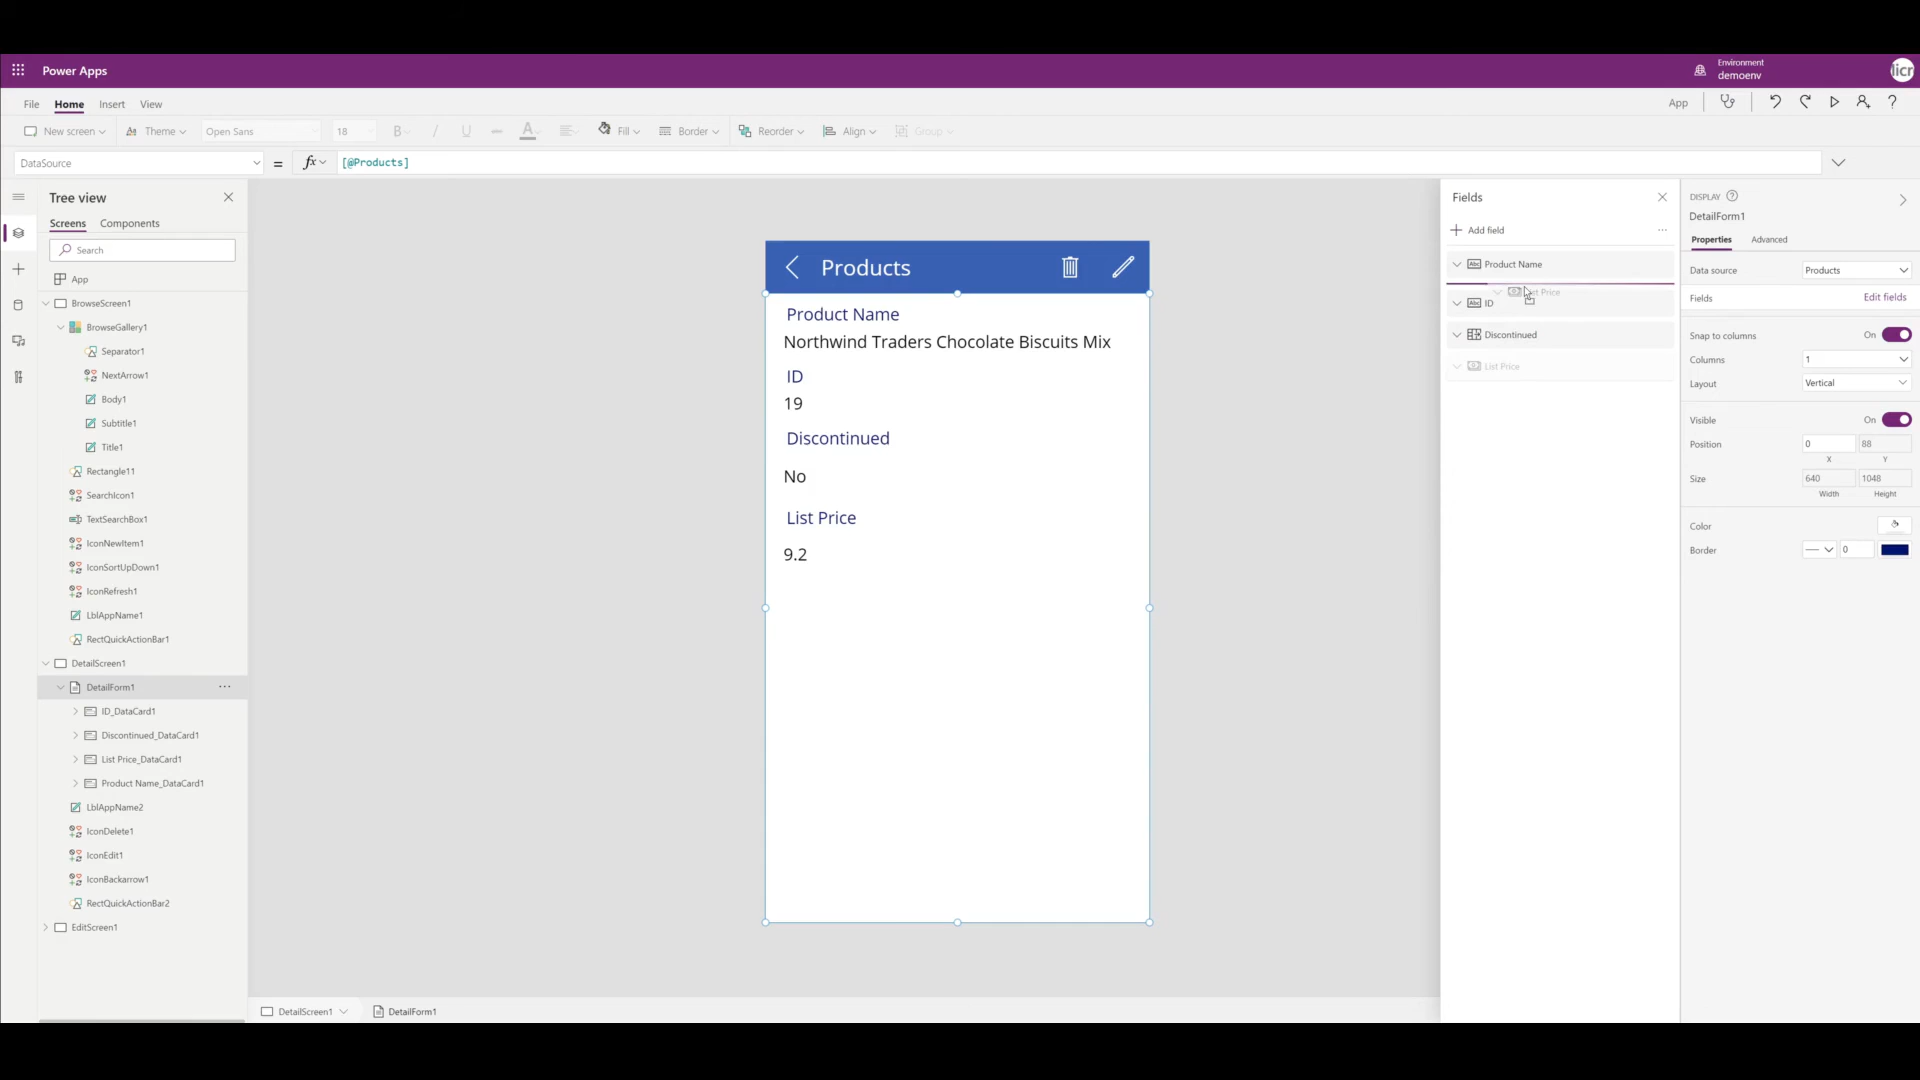 Power Apps
Environment
demoenv
licr
File
Home
Insert
View
App
New screen
Theme
Open Sans
18
B
Fill
Border
Reorder
Align
Group
DataSource
=
fx
[@Products]
Tree view
Screens
Components
Search
App
BrowseScreen1
BrowseGallery1
Separator1
NextArrow1
Body1
Subtitle1
Title1
Rectangle11
SearchIcon1
TextSearchBox1
IconNewItem1
IconSortUpDown1
IconRefresh1
LblAppName1
RectQuickActionBar1
DetailScreen1
DetailForm1
ID_DataCard1
Discontinued_DataCard1
List Price_DataCard1
Product Name_DataCard1
LblAppName2
IconDelete1
IconEdit1
IconBackarrow1
RectQuickActionBar2
EditScreen1
Products
Product Name
Northwind Traders Chocolate Biscuits Mix
ID
19
Discontinued
No
List Price
9.2
DetailScreen1
DetailForm1
Fields
Add field
Abc Product Name
Price
Abc ID
Discontinued
List Price
DISPLAY
DetailForm1
Properties
Advanced
Data source
Products
Fields
Edit fields
Snap to columns
On
Columns
1
Layout
Vertical
Visible
On
Position
0
88
X
Y
Size
640
1048
Width
Height
Color
Border
0